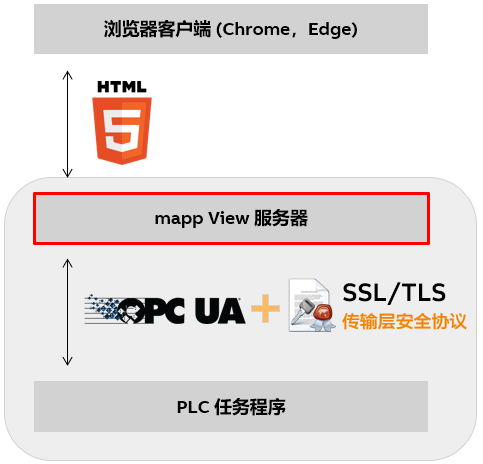 浏览器客户端 (Chrome，Edge)
HTML
5
mapp View 服务器
OPC UA
+
SSL/TLS
传输层安全协议
PLC 任务程序